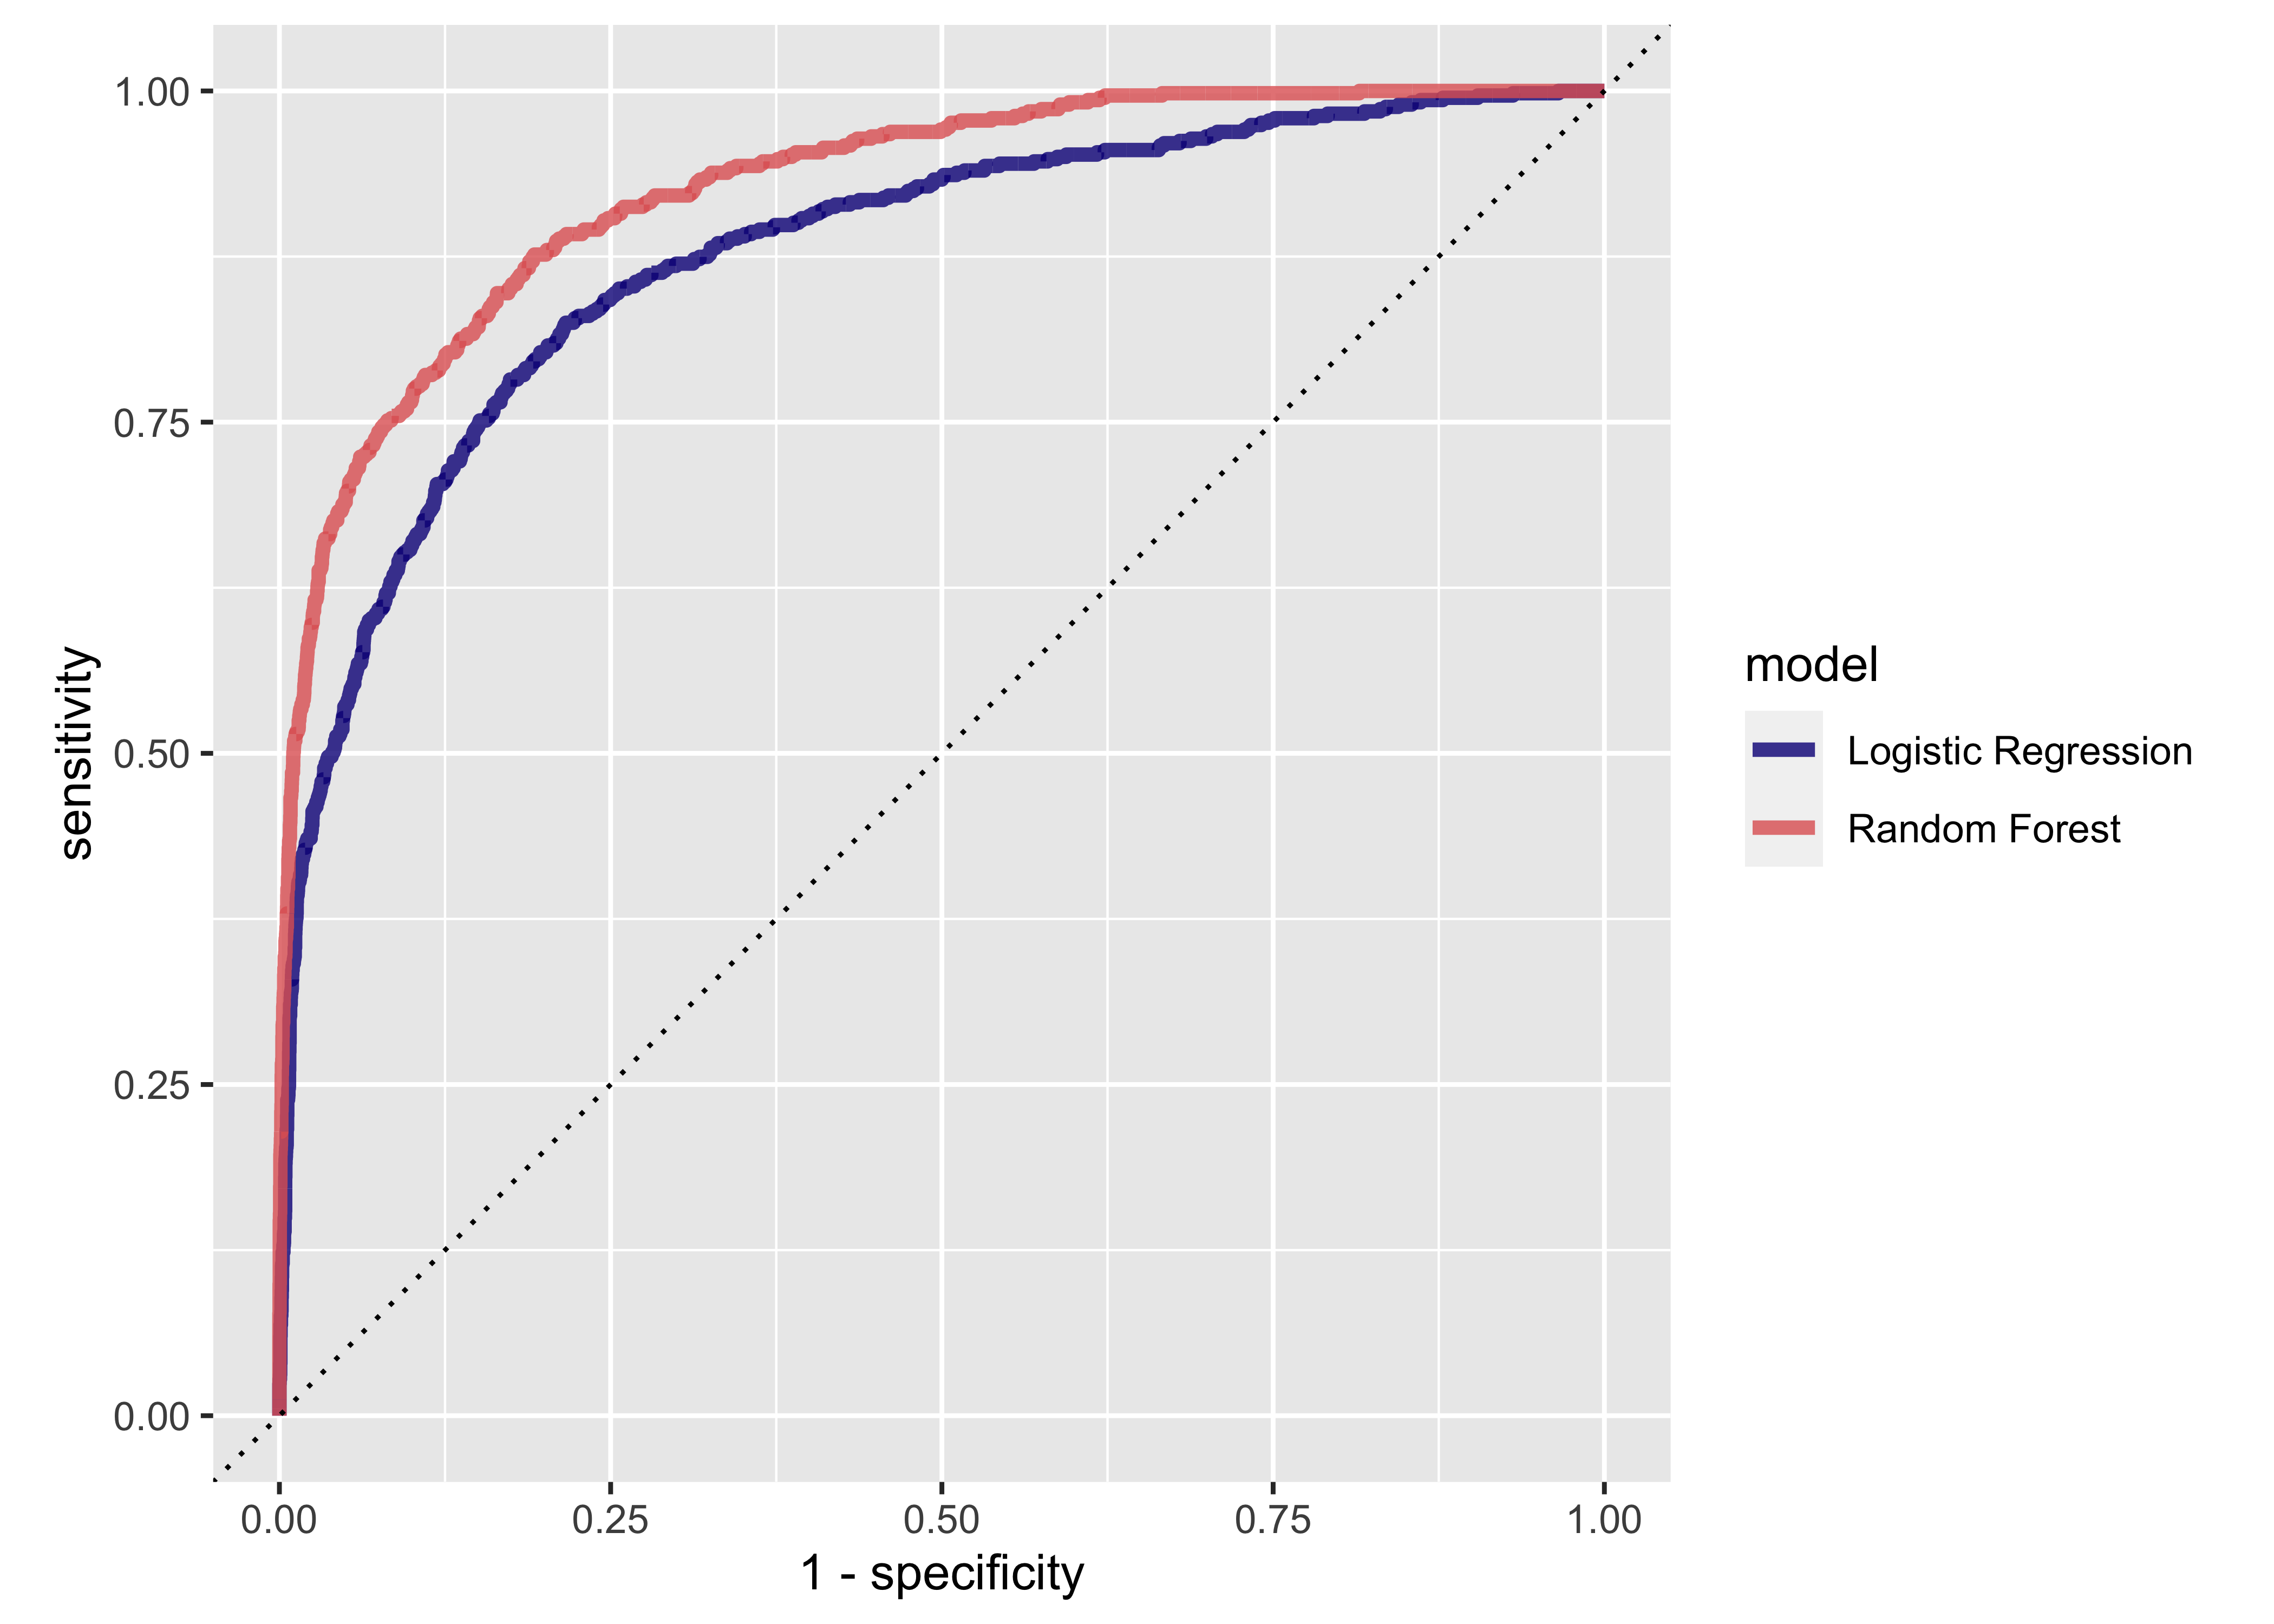 1.00
0.75
0.50
0.25
0.00
sensitivity
0.00 0.25 0.50 0.75 1.00
1 - specificity
model
Logistic Regression
Random Forest